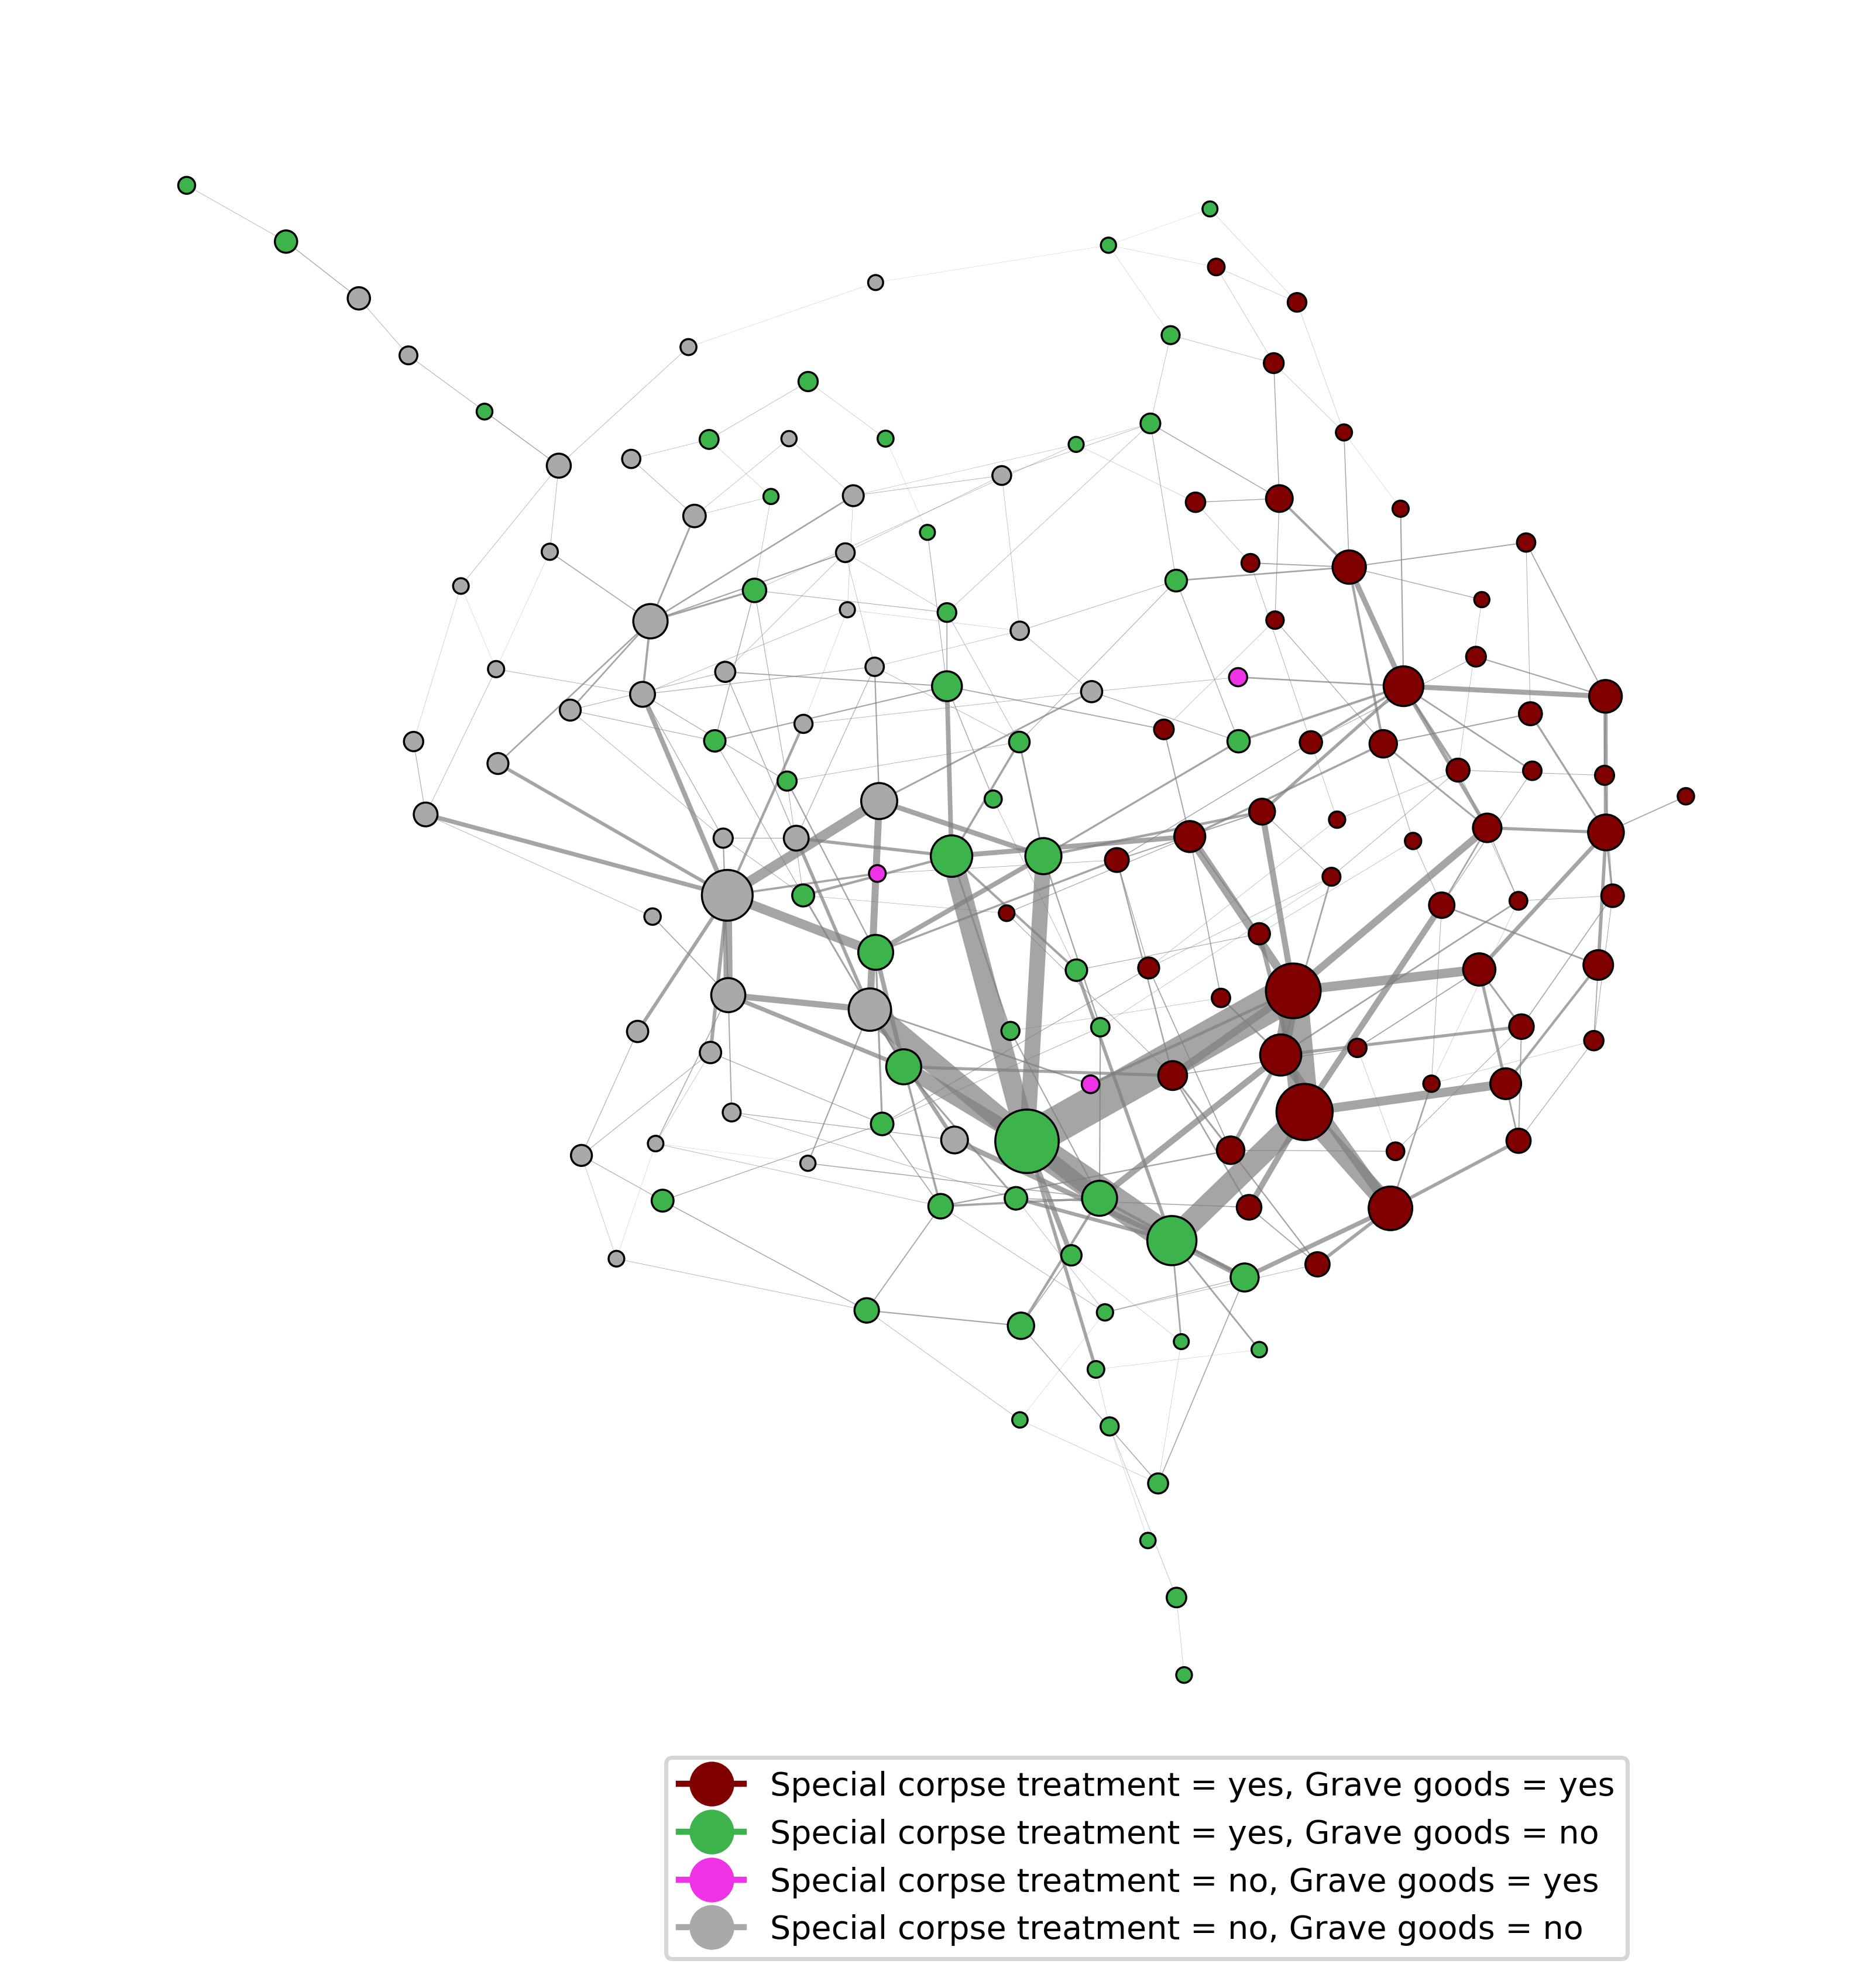 Special corpse treatment = yes, Grave goods = yes
Special corpse treatment = yes, Grave goods = no
Special corpse treatment = no, Grave goods = yes
Special corpse treatment = no, Grave goods = no